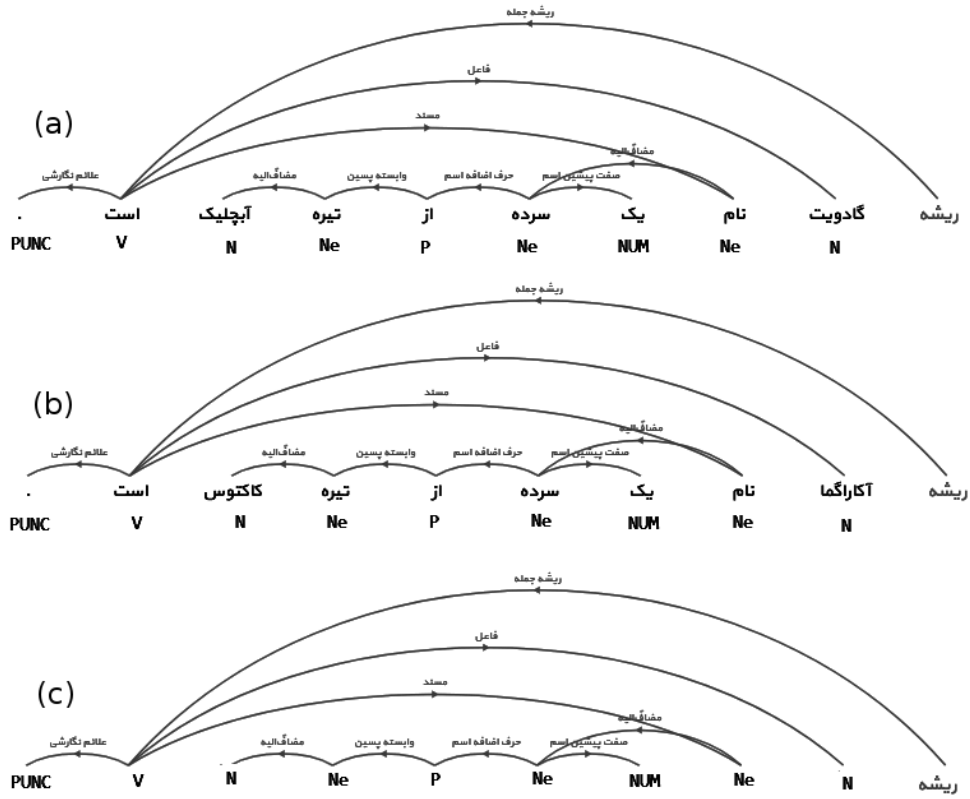 ریشه جمله
فاعل
مسند
مضاف‌الیه
علائم نگارشی مضاف‌الیه وابسته پسین حرف اضافه اسم صفت پیشین اسم
(a)
ریشه گادویت نام یک سرده از تیره آبچلیک است .
N Ne NUM Ne P Ne N V PUNC
ریشه جمله
فاعل
مسند
(b)
مضاف‌الیه
صفت پیشین اسم حرف اضافه اسم وابسته پسین مضاف‌الیه علائم نگارشی
ریشه آکاراگما نام یک سرده از تیره کاکتوس است .
N Ne NUM Ne P Ne N V PUNC
ریشه جمله
فاعل
مسند
(c)
مضاف‌الیه
صفت پیشین اسم حرف اضافه اسم وابسته پسین مضاف‌الیه علائم نگارشی
ریشه N Ne NUM Ne P Ne N V PUNC